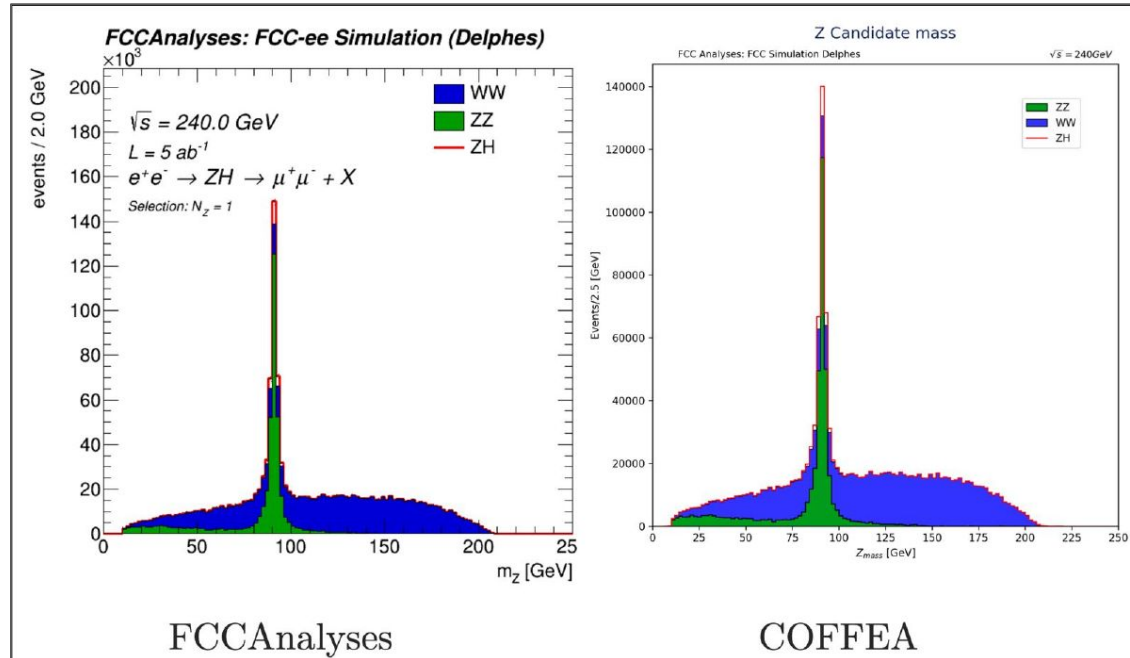 FCCAnalyses: FCC-ee Simulation (Delphes)
×10³
events / 2.0 GeV
200
180
160
140
120
100
80
60
40
20
0
√s = 240.0 GeV
L = 5 ab⁻¹
e⁺e⁻ → ZH → μ⁺μ⁻ + X
Selection: N_Z = 1
WW
ZZ
ZH
0 50 100 150 200 25
m_Z [GeV]
FCCAnalyses
Z Candidate mass
FCC Analyses: FCC Simulation Delphes √s = 240GeV
Events/2.5 [GeV]
140000
120000
100000
80000
60000
40000
20000
0
ZZ
WW
ZH
0 25 50 75 100 125 150 175 200 225 250
Z_mass [GeV]
COFFEA